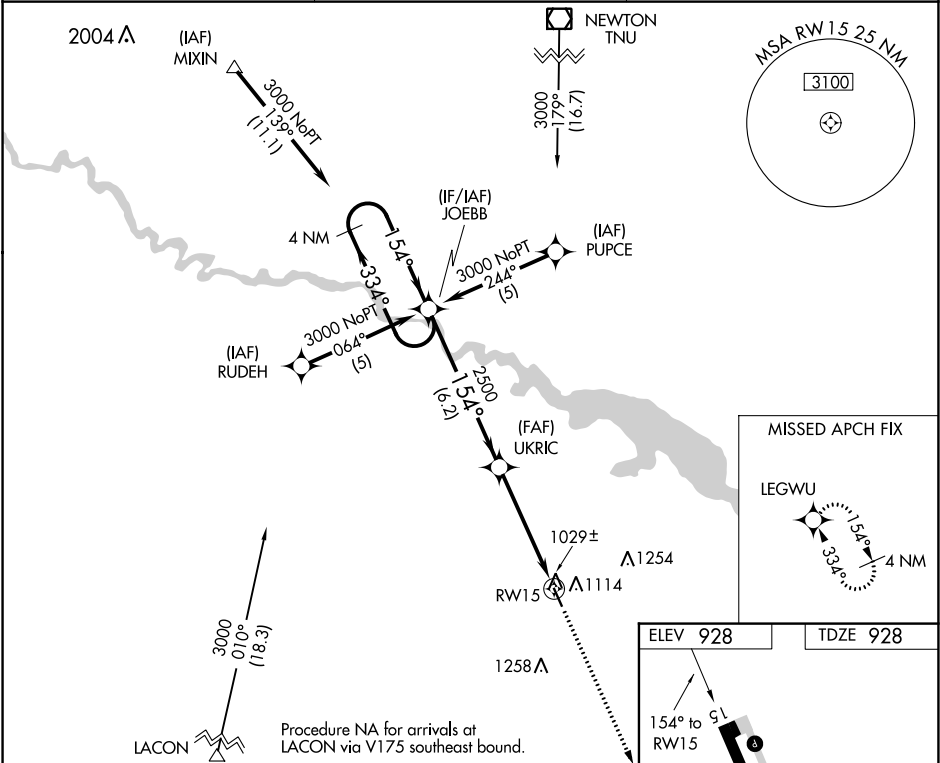 2004
(IAF)
MIXIN
3000 NoPT
139°
(11.1)
NEWTON
TNU
3000
179°
(16.7)
MSA RW15 25 NM
3100
(IF/IAF)
JOEBB
4 NM
154°
334°
(IAF)
PUPCE
3000 NoPT
244°
(5)
3000 NoPT
064°
(5)
(IAF)
RUDEH
2500
154°
(6.2)
(FAF)
UKRIC
MISSED APCH FIX
LEGWU
154°
334°
4 NM
1029±
1254
1114
RW15
1258
3000
010°
(18.3)
LACON
Procedure NA for arrivals at
LACON via V175 southeast bound.
ELEV 928
TDZE 928
154° to
RW15
15
P